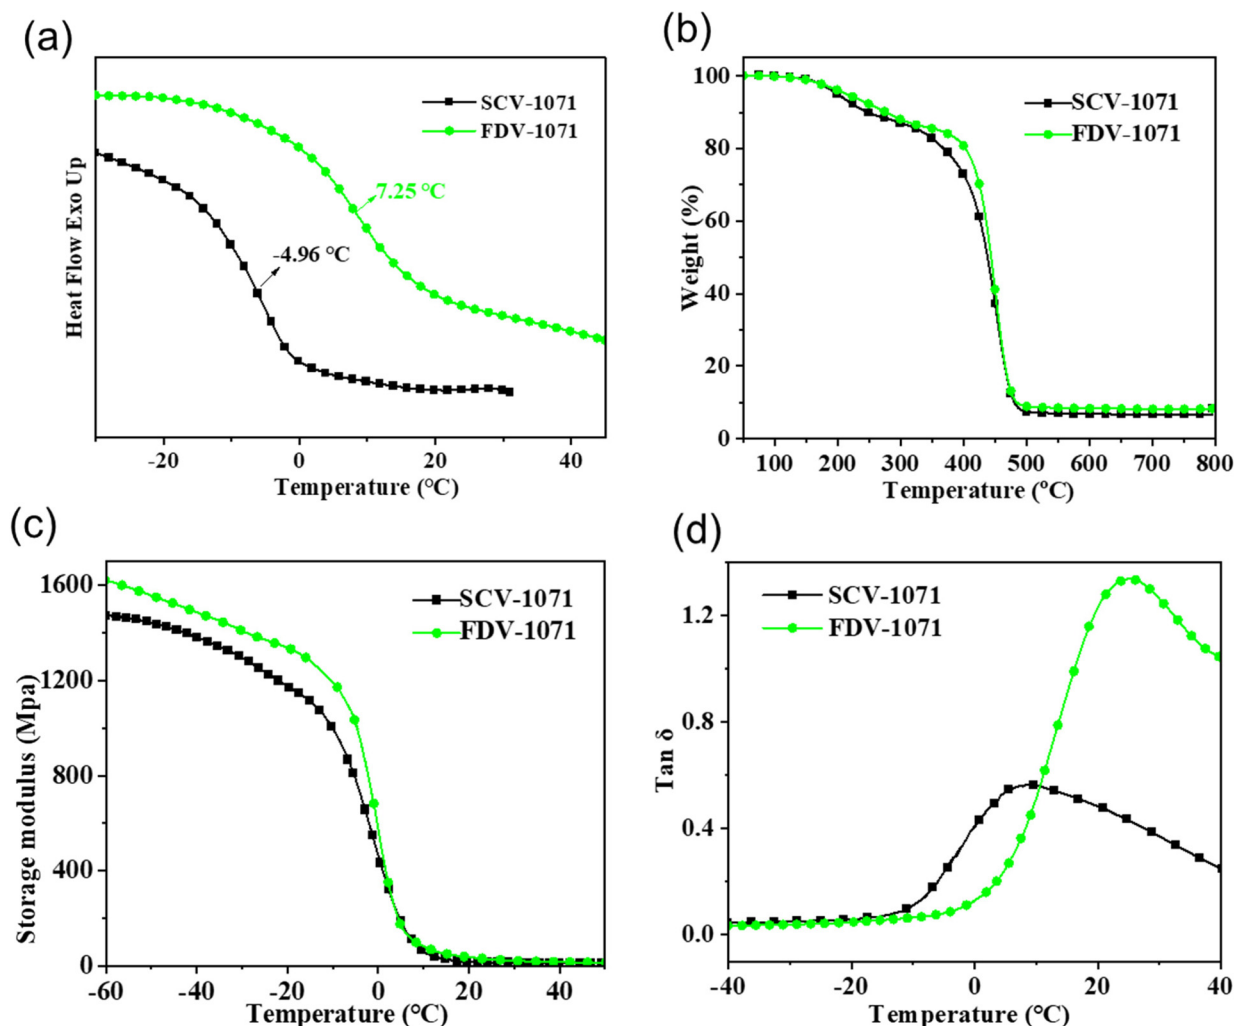 (a)
SCV-1071
FDV-1071
7.25 °C
-4.96 °C
Heat Flow Exo Up
-20
0
20
40
Temperature (°C)
(b)
100
80
60
40
20
0
SCV-1071
FDV-1071
Weight (%)
100
200
300
400
500
600
700
800
Temperature (°C)
(c)
1600
1200
800
400
0
SCV-1071
FDV-1071
Storage modulus (Mpa)
-60
-40
-20
0
20
40
Temperature (°C)
(d)
1.2
0.8
0.4
0.0
SCV-1071
FDV-1071
Tan δ
-40
-20
0
10
20
40
Temperature (°C)